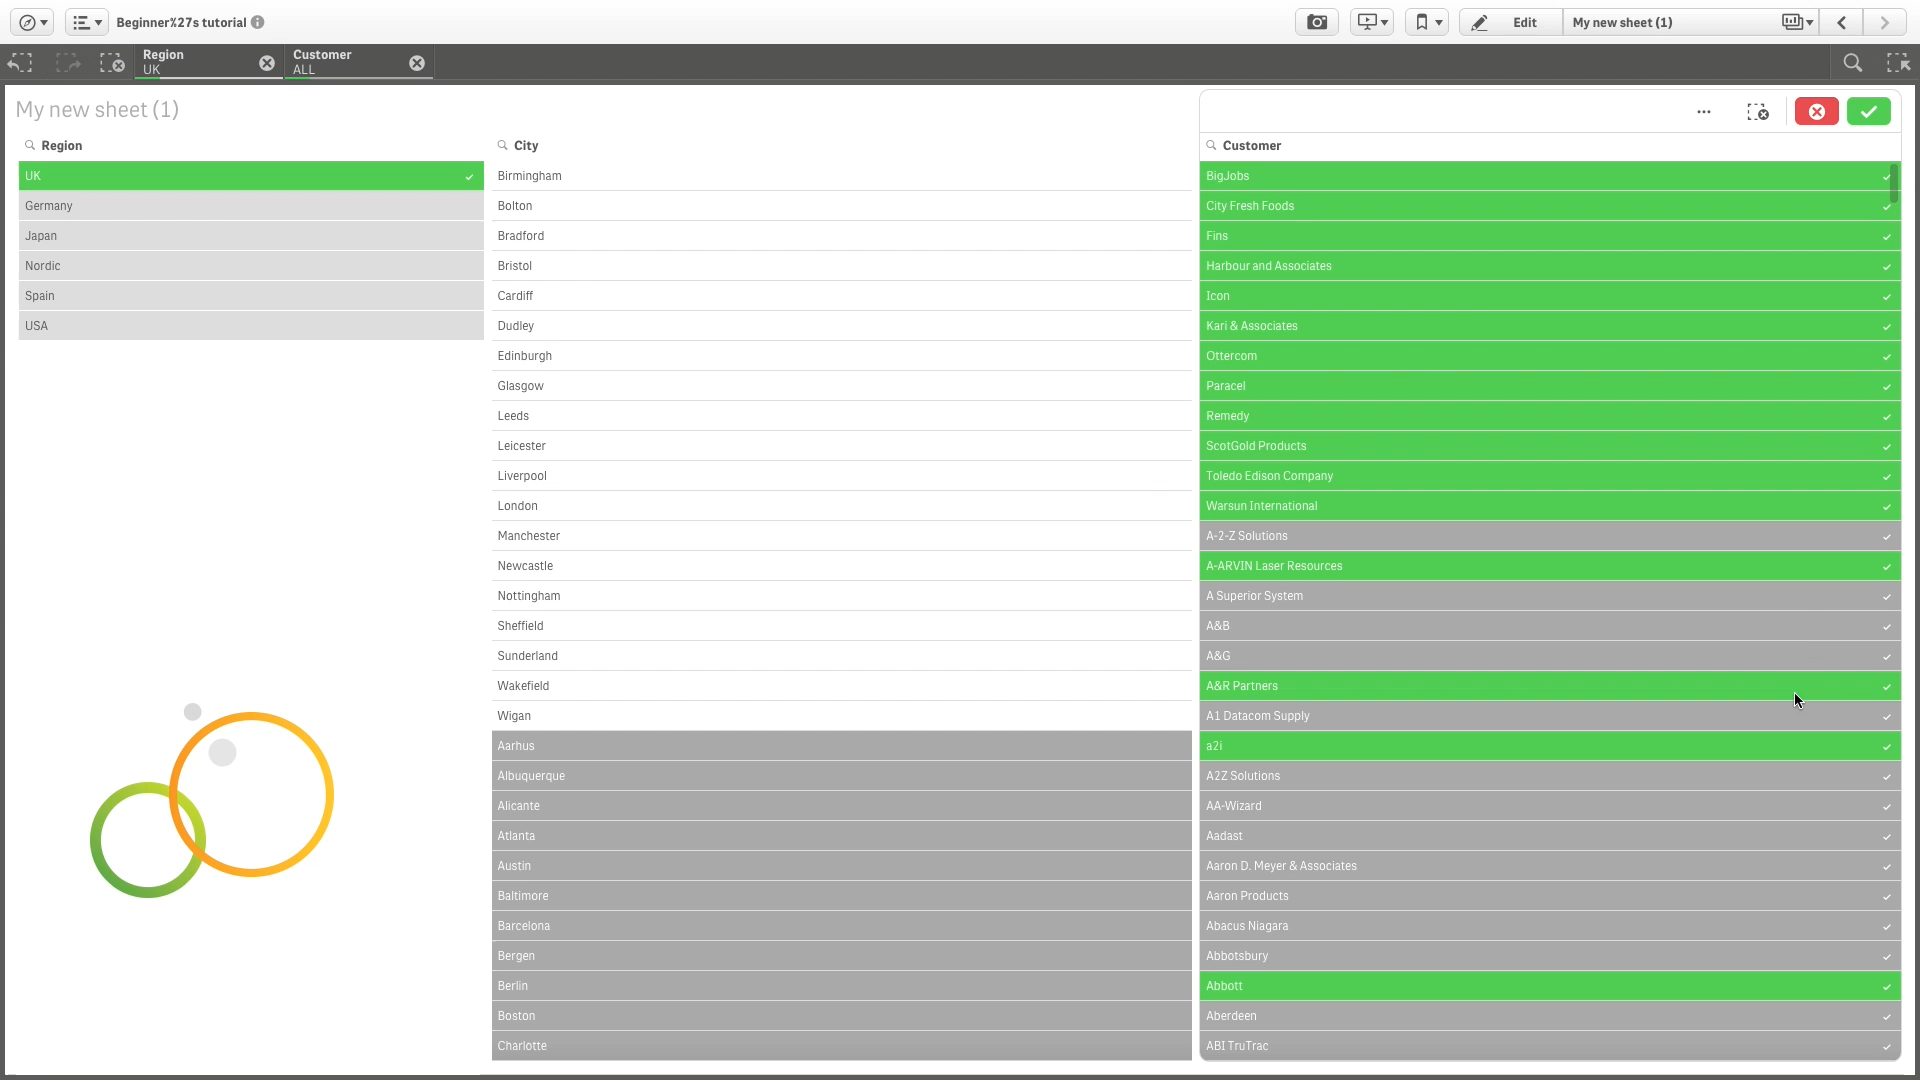 Beginner%27s tutorial
Edit
My new sheet (1)
Region
UK
Customer
ALL
My new sheet (1)
Region
UK
Germany
Japan
Nordic
Spain
USA
City
Birmingham
Bolton
Bradford
Bristol
Cardiff
Dudley
Edinburgh
Glasgow
Leeds
Leicester
Liverpool
London
Manchester
Newcastle
Nottingham
Sheffield
Sunderland
Wakefield
Wigan
Aarhus
Albuquerque
Alicante
Atlanta
Austin
Baltimore
Barcelona
Bergen
Berlin
Boston
Charlotte
Customer
BigJobs
City Fresh Foods
Fins
Harbour and Associates
Icon
Kari & Associates
Ottercom
Paracel
Remedy
ScotGold Products
Toledo Edison Company
Warsun International
A-2-Z Solutions
A-ARVIN Laser Resources
A Superior System
A&B
A&G
A&R Partners
A1 Datacom Supply
a2i
A2Z Solutions
AA-Wizard
Aadast
Aaron D. Meyer & Associates
Aaron Products
Abacus Niagara
Abbotsbury
Abbott
Aberdeen
ABI TruTrac